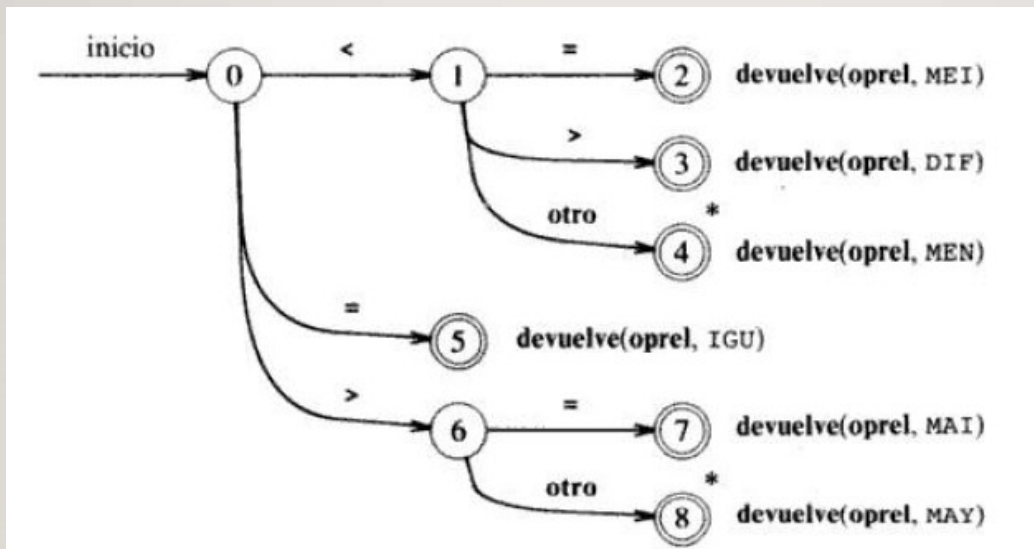 inicio 0 < 1 = 2 devuelve(oprel, MEI)
> 3 devuelve(oprel, DIF)
otro 4 * devuelve(oprel, MEN)
= 5 devuelve(oprel, IGU)
> 6 = 7 devuelve(oprel, MAI)
otro 8 * devuelve(oprel, MAY)